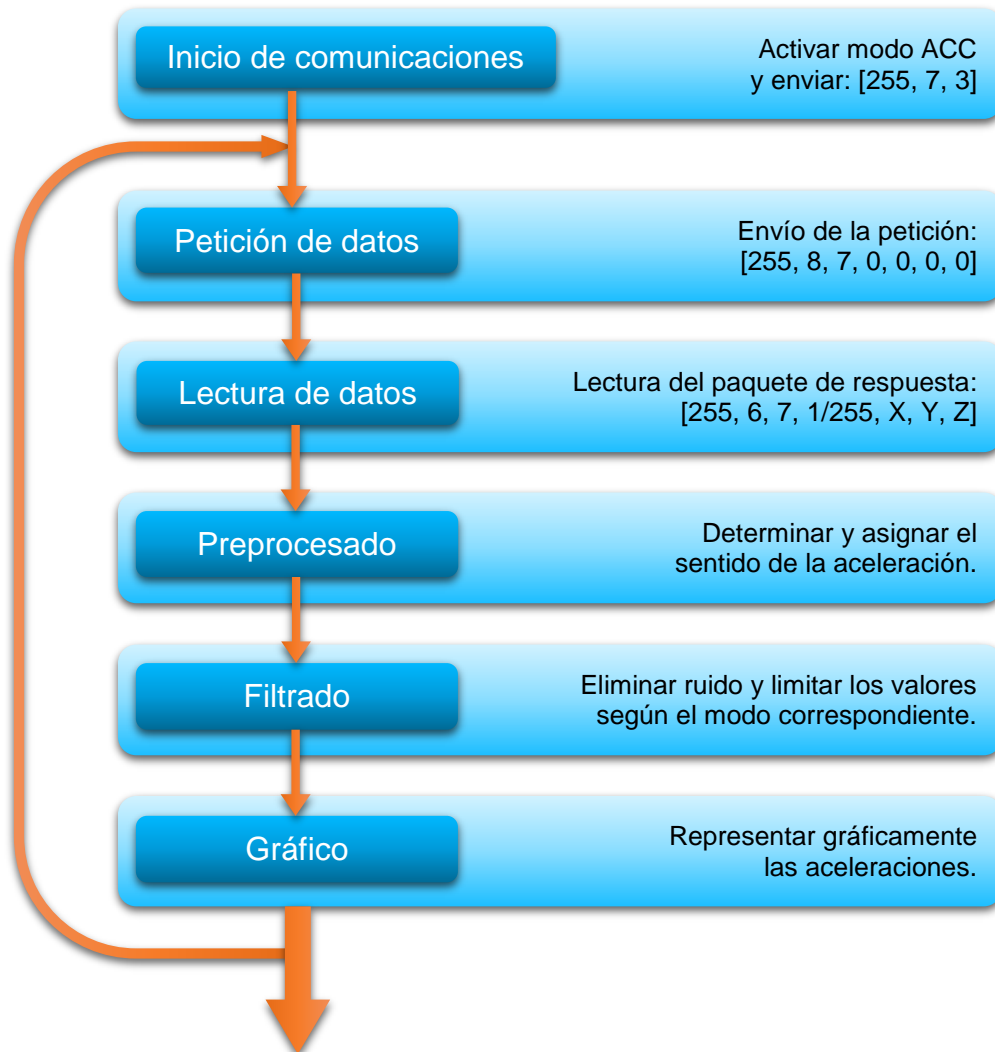 Inicio de comunicaciones
Activar modo ACC
y enviar: [255, 7, 3]
Petición de datos
Envío de la petición:
[255, 8, 7, 0, 0, 0, 0]
Lectura de datos
Lectura del paquete de respuesta:
[255, 6, 7, 1/255, X, Y, Z]
Preprocesado
Determinar y asignar el
sentido de la aceleración.
Filtrado
Eliminar ruido y limitar los valores
según el modo correspondiente.
Gráfico
Representar gráficamente
las aceleraciones.